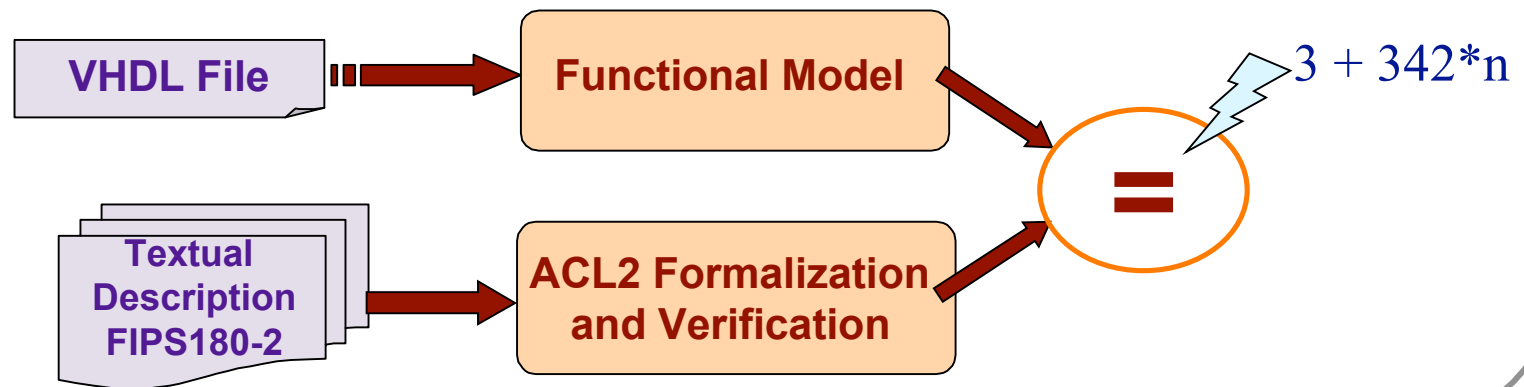 VHDL File
Functional Model
3 + 342*n
=
Textual
Description
FIPS180-2
ACL2 Formalization
and Verification